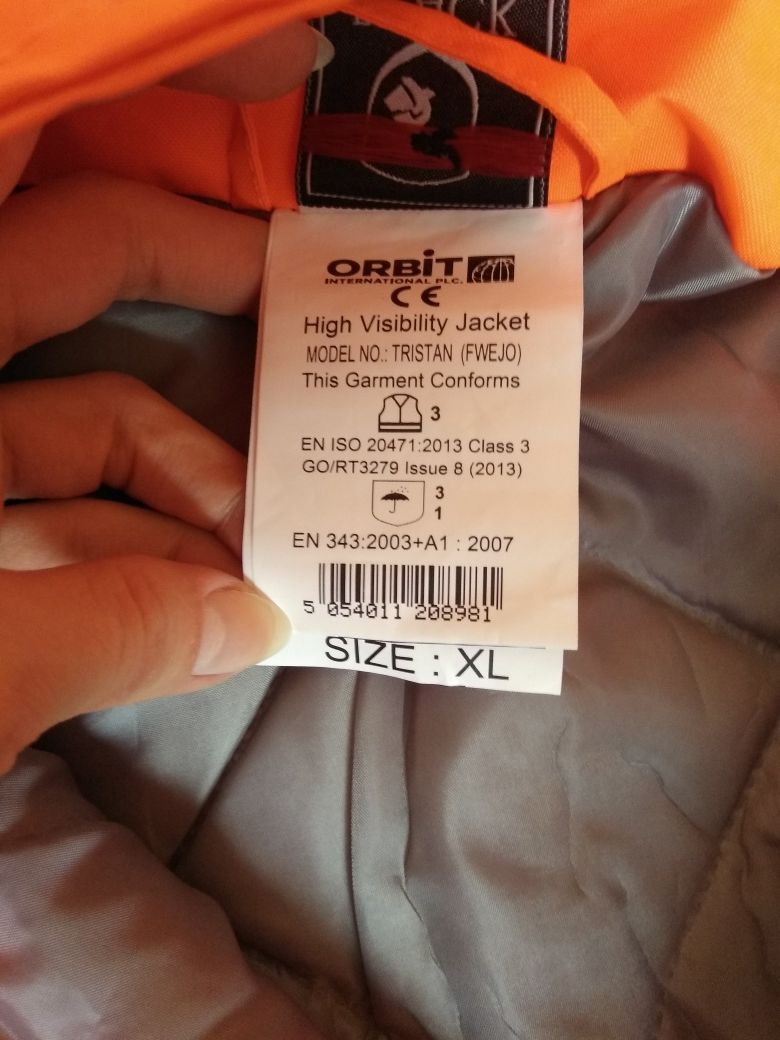 ORBiT
INTERNATIONAL PLC.
CE
High Visibility Jacket
MODEL NO.: TRISTAN (FWEJO)
This Garment Conforms
3
EN ISO 20471:2013 Class 3
GO/RT3279 Issue 8 (2013)
3
1
EN 343:2003+A1 : 2007
5 054011 208981
SIZE : XL